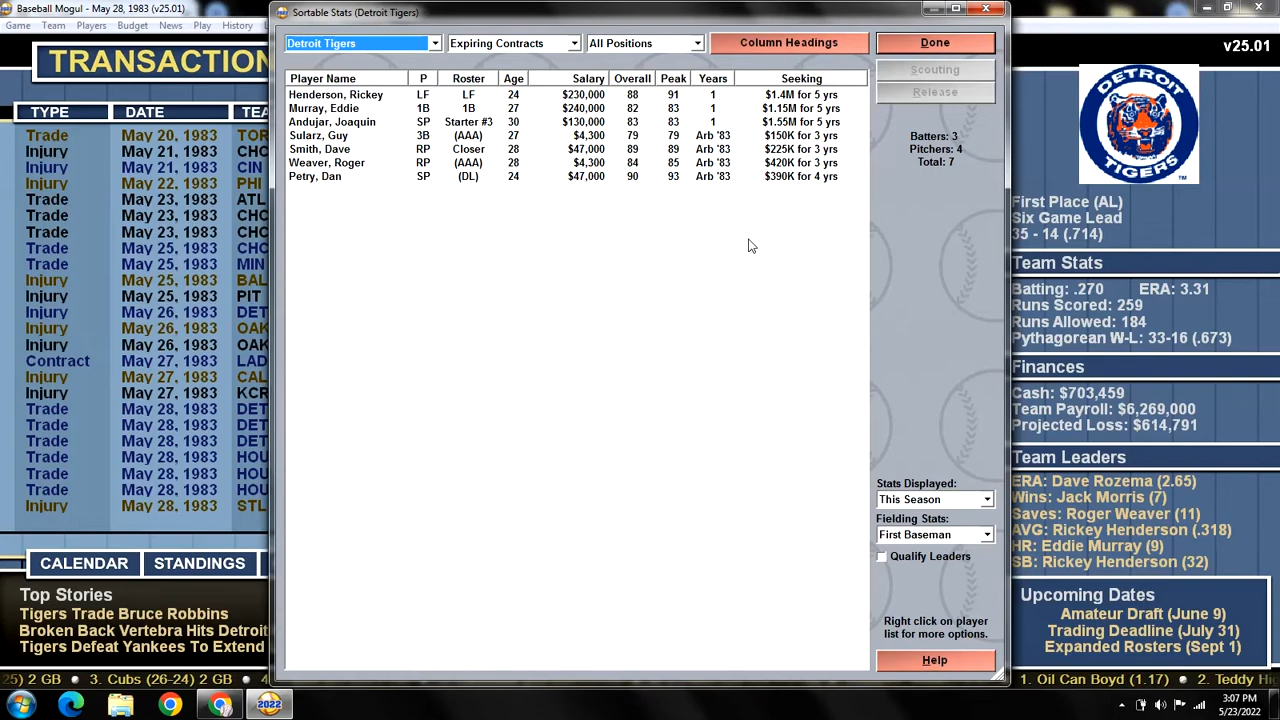 Baseball Mogul - May 28, 1983 (v25.01)
Game Team Players Budget News Play History
Sortable Stats (Detroit Tigers)
v25.01
TRANSACTION
TYPE DATE TEA
Trade May 20, 1983 TOR
Injury May 21, 1983 CHO
Injury May 21, 1983 CIN
Injury May 22, 1983 PHI
Trade May 23, 1983 ATL
Trade May 23, 1983 CHC
Trade May 23, 1983 CHC
Injury May 25, 1983 CHO
Trade May 25, 1983 MIN
Injury May 25, 1983 BAL
Injury May 25, 1983 PIT
Injury May 26, 1983 DET
Injury May 26, 1983 OAK
Injury May 26, 1983 OAK
Contract May 27, 1983 LAD
Injury May 27, 1983 CAL
Injury May 27, 1983 KCR
Trade May 28, 1983 DET
Trade May 28, 1983 DET
Trade May 28, 1983 DET
Trade May 28, 1983 HOU
Trade May 28, 1983 HOU
Trade May 28, 1983 HOU
Injury May 28, 1983 STL
CALENDAR STANDINGS
Top Stories
Tigers Trade Bruce Robbins
Broken Back Vertebra Hits Detroit
Tigers Defeat Yankees To Extend
25) 2 GB 3. Cubs (26-24) 2 GB 4
Detroit Tigers Expiring Contracts All Positions Column Headings Done
Player Name P Roster Age Salary Overall Peak Years Seeking
Henderson, Rickey LF LF 24 $230,000 88 91 1 $1.4M for 5 yrs
Murray, Eddie 1B 1B 27 $240,000 82 83 1 $1.15M for 5 yrs
Andujar, Joaquin SP Starter #3 30 $130,000 83 83 1 $1.55M for 5 yrs
Sularz, Guy 3B (AAA) 27 $4,300 79 79 Arb '83 $150K for 3 yrs
Smith, Dave RP Closer 28 $47,000 89 89 Arb '83 $225K for 3 yrs
Weaver, Roger RP (AAA) 28 $4,300 84 85 Arb '83 $420K for 3 yrs
Petry, Dan SP (DL) 24 $47,000 90 93 Arb '83 $390K for 4 yrs
Scouting
Release
Batters: 3
Pitchers: 4
Total: 7
Stats Displayed:
This Season
Fielding Stats:
First Baseman
Qualify Leaders
Right click on player
list for more options.
Help
DETROIT
TIGERS
First Place (AL)
Six Game Lead
35 - 14 (.714)
Team Stats
Batting: .270 ERA: 3.31
Runs Scored: 259
Runs Allowed: 184
Pythagorean W-L: 33-16 (.673)
Finances
Cash: $703,459
Team Payroll: $6,269,000
Projected Loss: $614,791
Team Leaders
ERA: Dave Rozema (2.65)
Wins: Jack Morris (7)
Saves: Roger Weaver (11)
AVG: Rickey Henderson (.318)
HR: Eddie Murray (9)
SB: Rickey Henderson (32)
Upcoming Dates
Amateur Draft (June 9)
Trading Deadline (July 31)
Expanded Rosters (Sept 1)
1. Oil Can Boyd (1.17) 2. Teddy Hig
2022
3:07 PM
5/23/2022